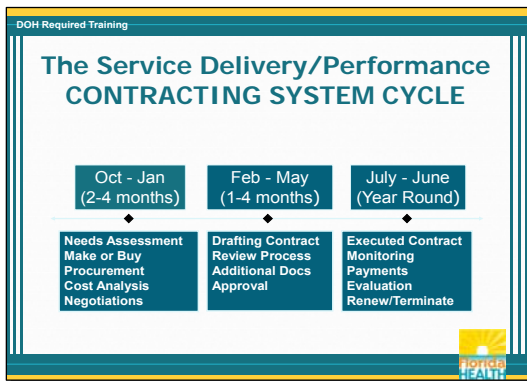 DOH Required Training
The Service Delivery/Performance
CONTRACTING SYSTEM CYCLE
Oct - Jan
(2-4 months)
Feb - May
(1-4 months)
July - June
(Year Round)
Needs Assessment
Make or Buy
Procurement
Cost Analysis
Negotiations
Drafting Contract
Review Process
Additional Docs
Approval
Executed Contract
Monitoring
Payments
Evaluation
Renew/Terminate
Florida
HEALTH